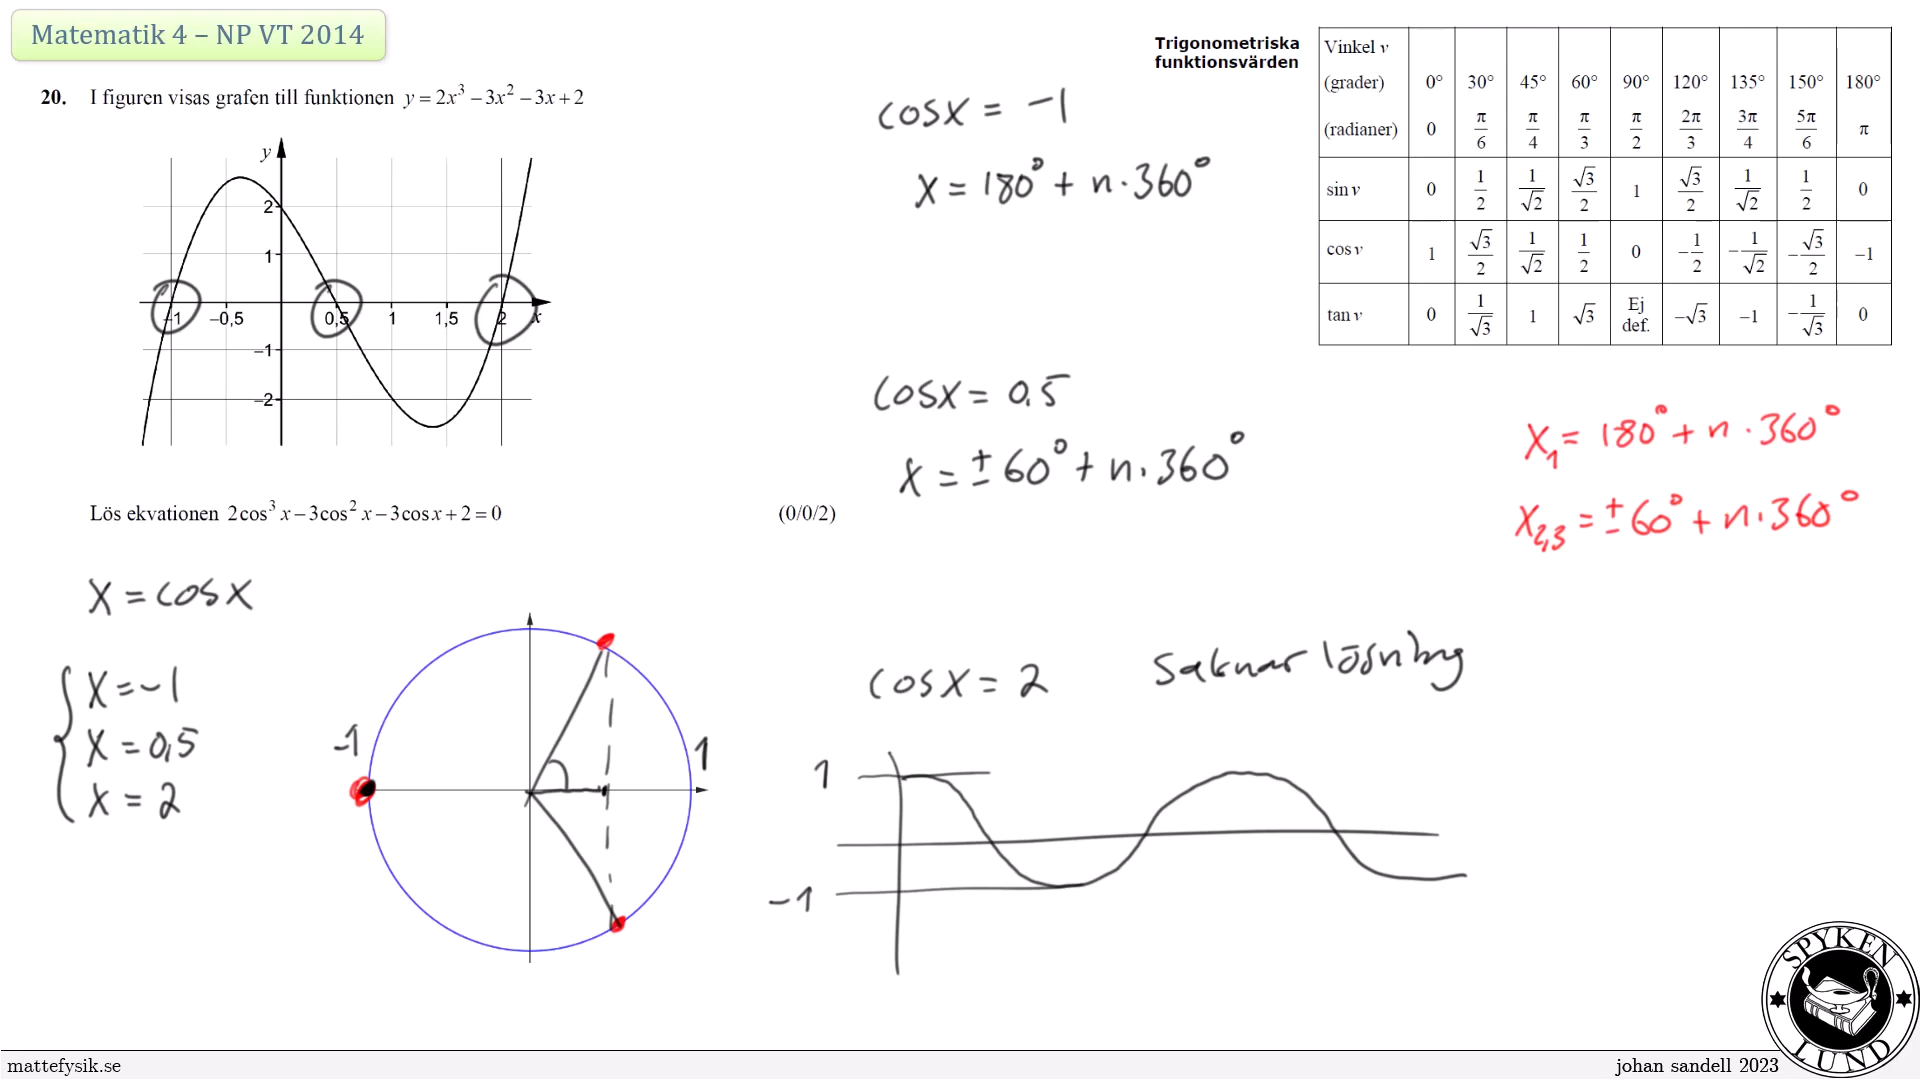 Matematik 4 – NP VT 2014
20. I figuren visas grafen till funktionen y = 2x³ − 3x² − 3x + 2
y
2
1
−1 −0,5 0,5 1 1,5 2 x
−1
−2
Lös ekvationen 2cos³ x − 3cos² x − 3cos x + 2 = 0 (0/0/2)
x = cosx
x = −1
x = 0,5
x = 2
−1 1
cosx = −1
x = 180° + n·360°
cosx = 0,5
x = ±60° + n·360°
cosx = 2 saknar lösning
1
−1
Trigonometriska
funktionsvärden
Vinkel v
(grader) 0° 30° 45° 60° 90° 120° 135° 150° 180°
(radianer) 0 π/6 π/4 π/3 π/2 2π/3 3π/4 5π/6 π
sin v 0 1/2 1/√2 √3/2 1 √3/2 1/√2 1/2 0
cos v 1 √3/2 1/√2 1/2 0 −1/2 −1/√2 −√3/2 −1
tan v 0 1/√3 1 √3 Ej def. −√3 −1 −1/√3 0
x₁ = 180° + n·360°
x₂,₃ = ±60° + n·360°
SPYKEN
LUND
mattefysik.se
johan sandell 2023